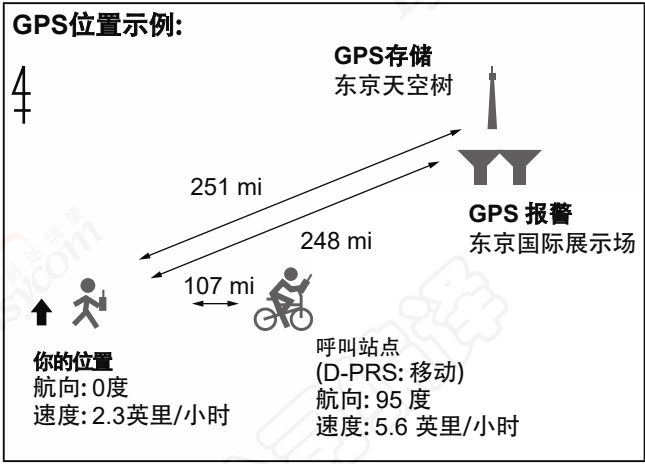 GPS位置示例:
GPS存储
东京天空树
251 mi
GPS 报警
东京国际展示场
248 mi
107 mi
你的位置
航向: 0度
速度: 2.3英里/小时
呼叫站点
(D-PRS: 移动)
航向: 95 度
速度: 5.6 英里/小时